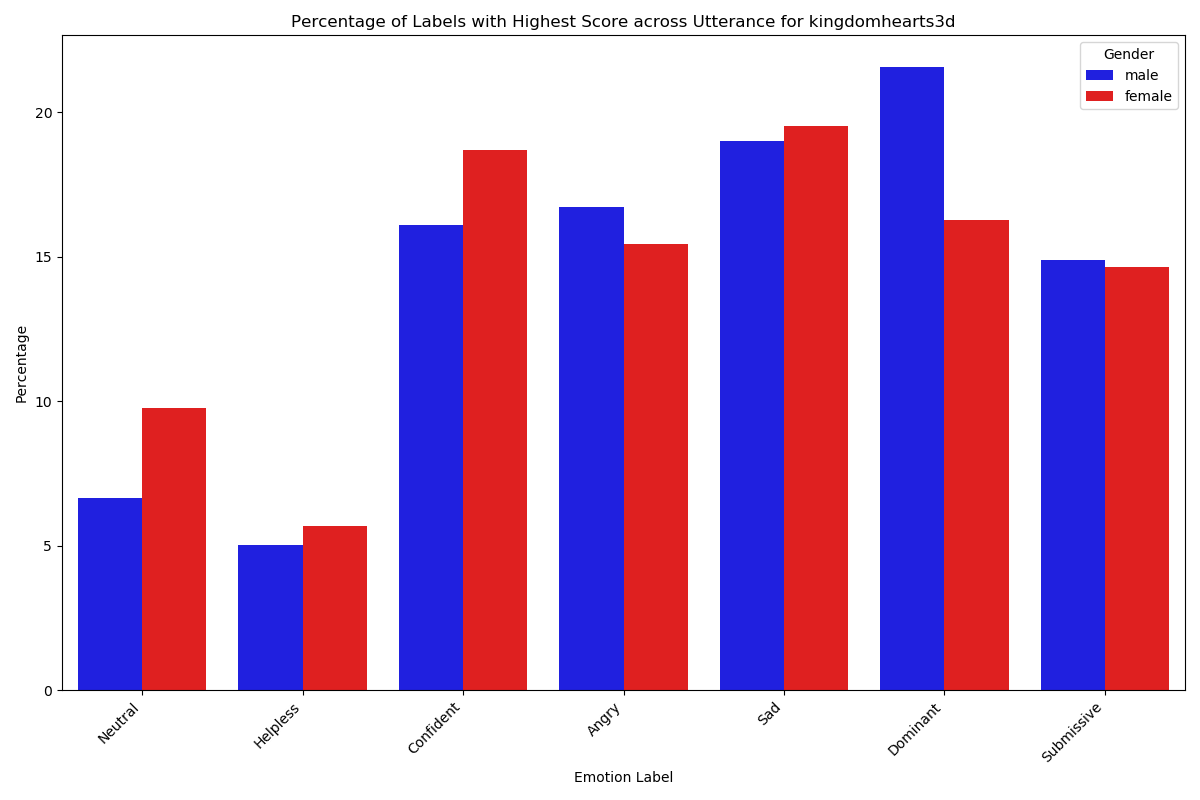 Percentage of Labels with Highest Score across Utterance for kingdomhearts3d
Gender
male
female
Percentage
20
15
10
5
0
Neutral
Helpless
Confident
Angry
Sad
Dominant
Submissive
Emotion Label